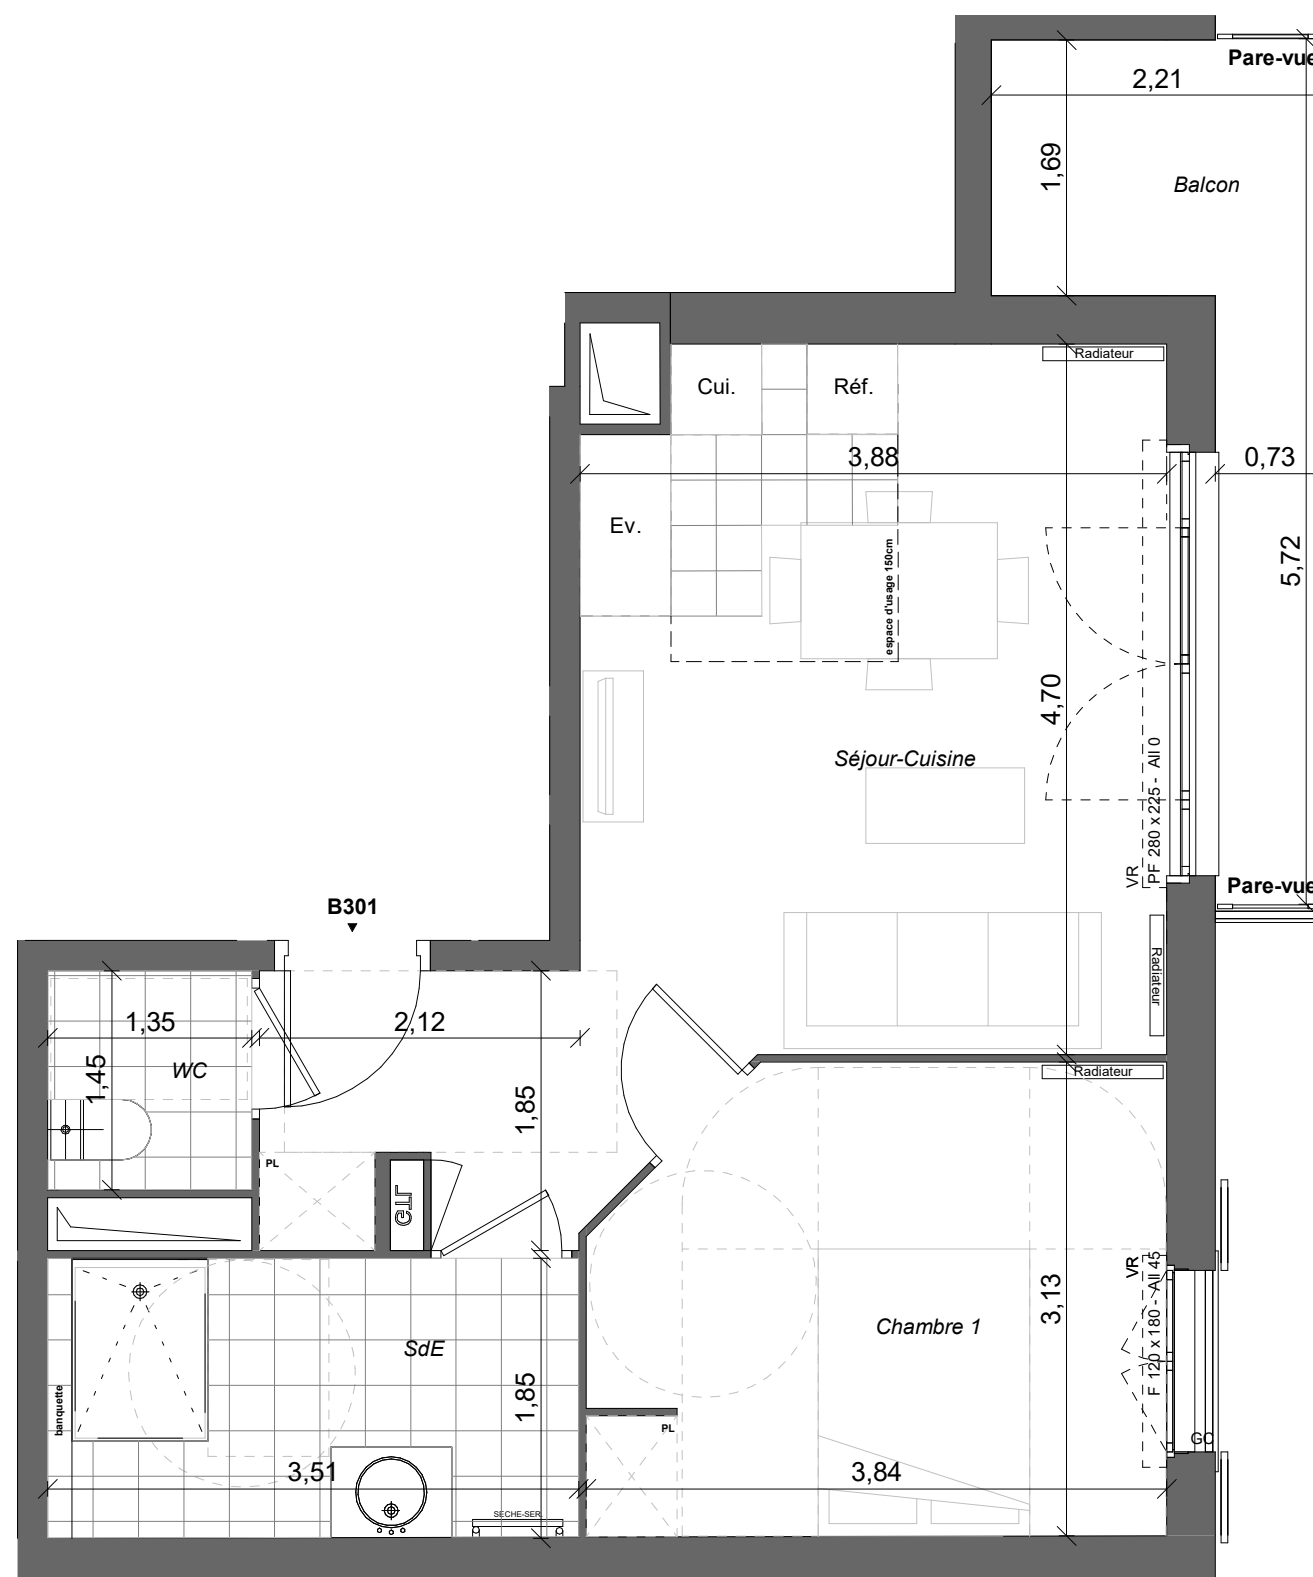 Pare-vue
2,21
1,69
Balcon
Radiateur
Cui.
Réf.
3,88
0,73
Ev.
espace d'usage 150cm
5,72
4,70
Séjour-Cuisine
VR
PF 280 x 225 - All 0
Pare-vue
B301
Radiateur
1,35
2,12
WC
1,45
1,85
Radiateur
PL
GTL
VR
F 120 x 180 - All 45
3,13
Chambre 1
SdE
banquette
1,85
PL
GC
3,51
3,84
SECHE-SER.